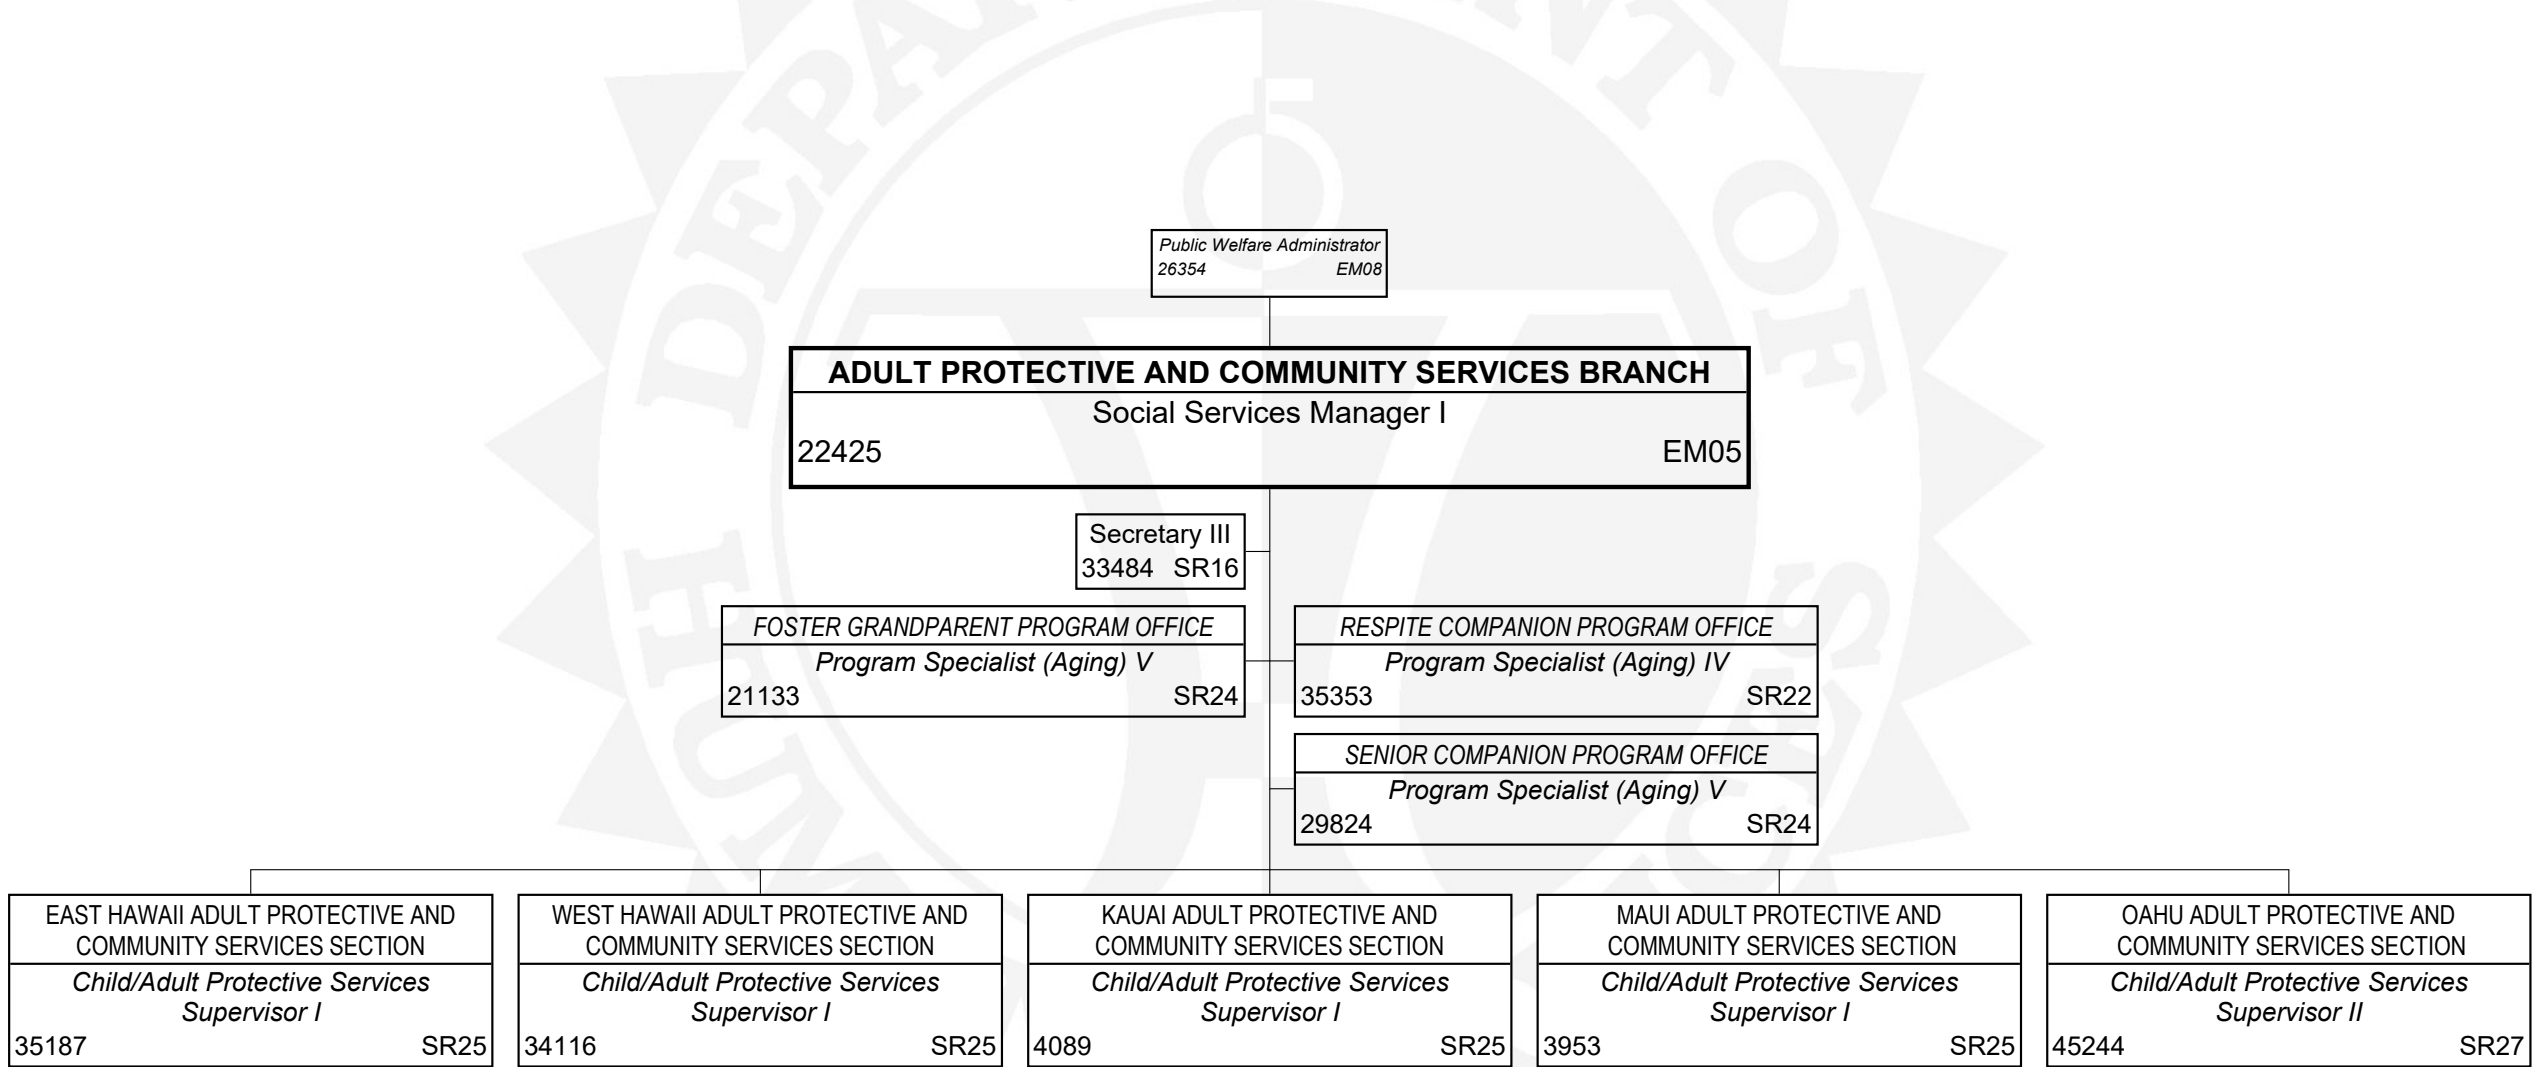 HUMAN
DEPARTMENT OF
Public Welfare Administrator
26354 EM08
ADULT PROTECTIVE AND COMMUNITY SERVICES BRANCH
Social Services Manager I
22425 EM05
Secretary III
33484 SR16
FOSTER GRANDPARENT PROGRAM OFFICE
Program Specialist (Aging) V
21133 SR24
RESPITE COMPANION PROGRAM OFFICE
Program Specialist (Aging) IV
35353 SR22
SENIOR COMPANION PROGRAM OFFICE
Program Specialist (Aging) V
29824 SR24
EAST HAWAII ADULT PROTECTIVE AND
COMMUNITY SERVICES SECTION
Child/Adult Protective Services
Supervisor I
35187 SR25
WEST HAWAII ADULT PROTECTIVE AND
COMMUNITY SERVICES SECTION
Child/Adult Protective Services
Supervisor I
34116 SR25
KAUAI ADULT PROTECTIVE AND
COMMUNITY SERVICES SECTION
Child/Adult Protective Services
Supervisor I
4089 SR25
MAUI ADULT PROTECTIVE AND
COMMUNITY SERVICES SECTION
Child/Adult Protective Services
Supervisor I
3953 SR25
OAHU ADULT PROTECTIVE AND
COMMUNITY SERVICES SECTION
Child/Adult Protective Services
Supervisor II
45244 SR27